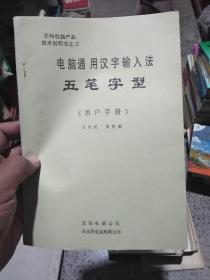 王码电脑产品
技术说明书之三
电脑通用汉字输入法
五笔字型
《用户手册》
王永民
王码电脑公司